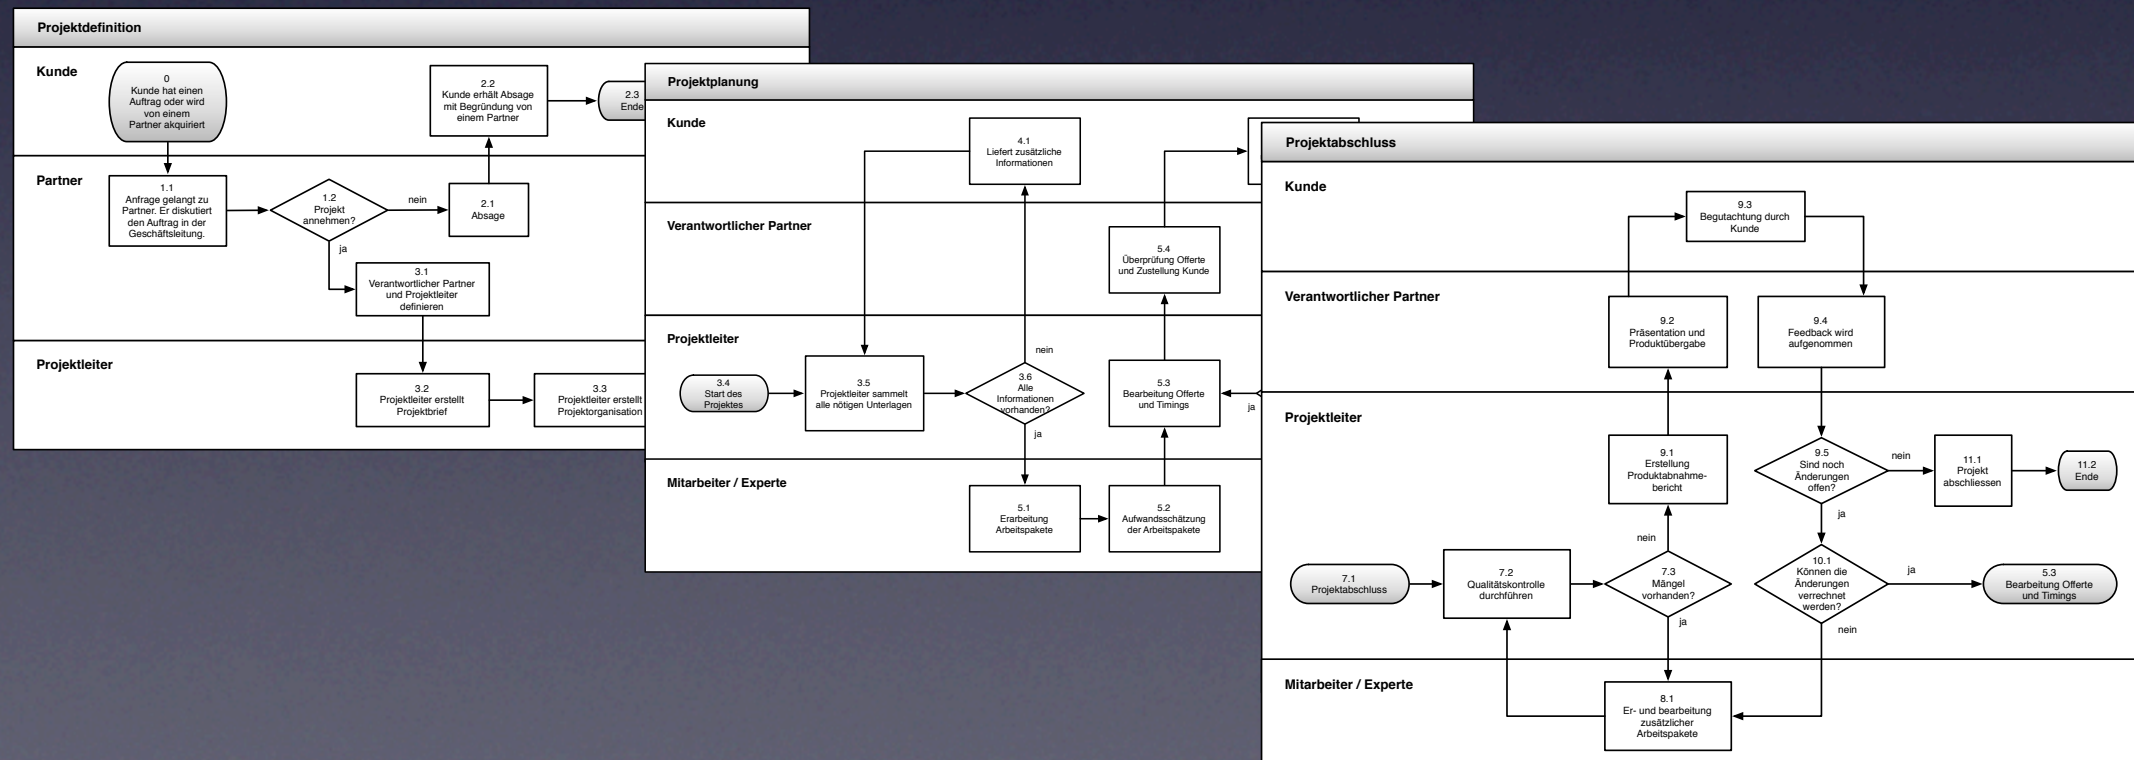 Projektdefinition
Kunde
0
Kunde hat einen
Auftrag oder wird
von einem
Partner akquiriert
2.2
Kunde erhält Absage
mit Begründung von
einem Partner
2.3
Ende
Partner
1.1
Anfrage gelangt zu
Partner. Er diskutiert
den Auftrag in der
Geschäftsleitung.
1.2
Projekt
annehmen?
nein
2.1
Absage
ja
3.1
Verantwortlicher Partner
und Projektleiter
definieren
Projektleiter
3.2
Projektleiter erstellt
Projektbrief
3.3
Projektleiter erstellt
Projektorganisation
Projektplanung
Kunde
4.1
Liefert zusätzliche
Informationen
Verantwortlicher Partner
5.4
Überprüfung Offerte
und Zustellung Kunde
Projektleiter
nein
3.4
Start des
Projektes
3.5
Projektleiter sammelt
alle nötigen Unterlagen
3.6
Alle
Informationen
vorhanden?
5.3
Bearbeitung Offerte
und Timings
ja
ja
Mitarbeiter / Experte
5.1
Erarbeitung
Arbeitspakete
5.2
Aufwandsschätzung
der Arbeitspakete
Projektabschluss
Kunde
9.3
Begutachtung durch
Kunde
Verantwortlicher Partner
9.2
Präsentation und
Produktübergabe
9.4
Feedback wird
aufgenommen
Projektleiter
9.1
Erstellung
Produktabnahme-
bericht
9.5
Sind noch
Änderungen
offen?
nein
11.1
Projekt
abschliessen
11.2
Ende
ja
nein
7.1
Projektabschluss
7.2
Qualitätskontrolle
durchführen
7.3
Mängel
vorhanden?
10.1
Können die
Änderungen
verrechnet
werden?
ja
5.3
Bearbeitung Offerte
und Timings
ja
nein
Mitarbeiter / Experte
8.1
Er- und bearbeitung
zusätzlicher
Arbeitspakete